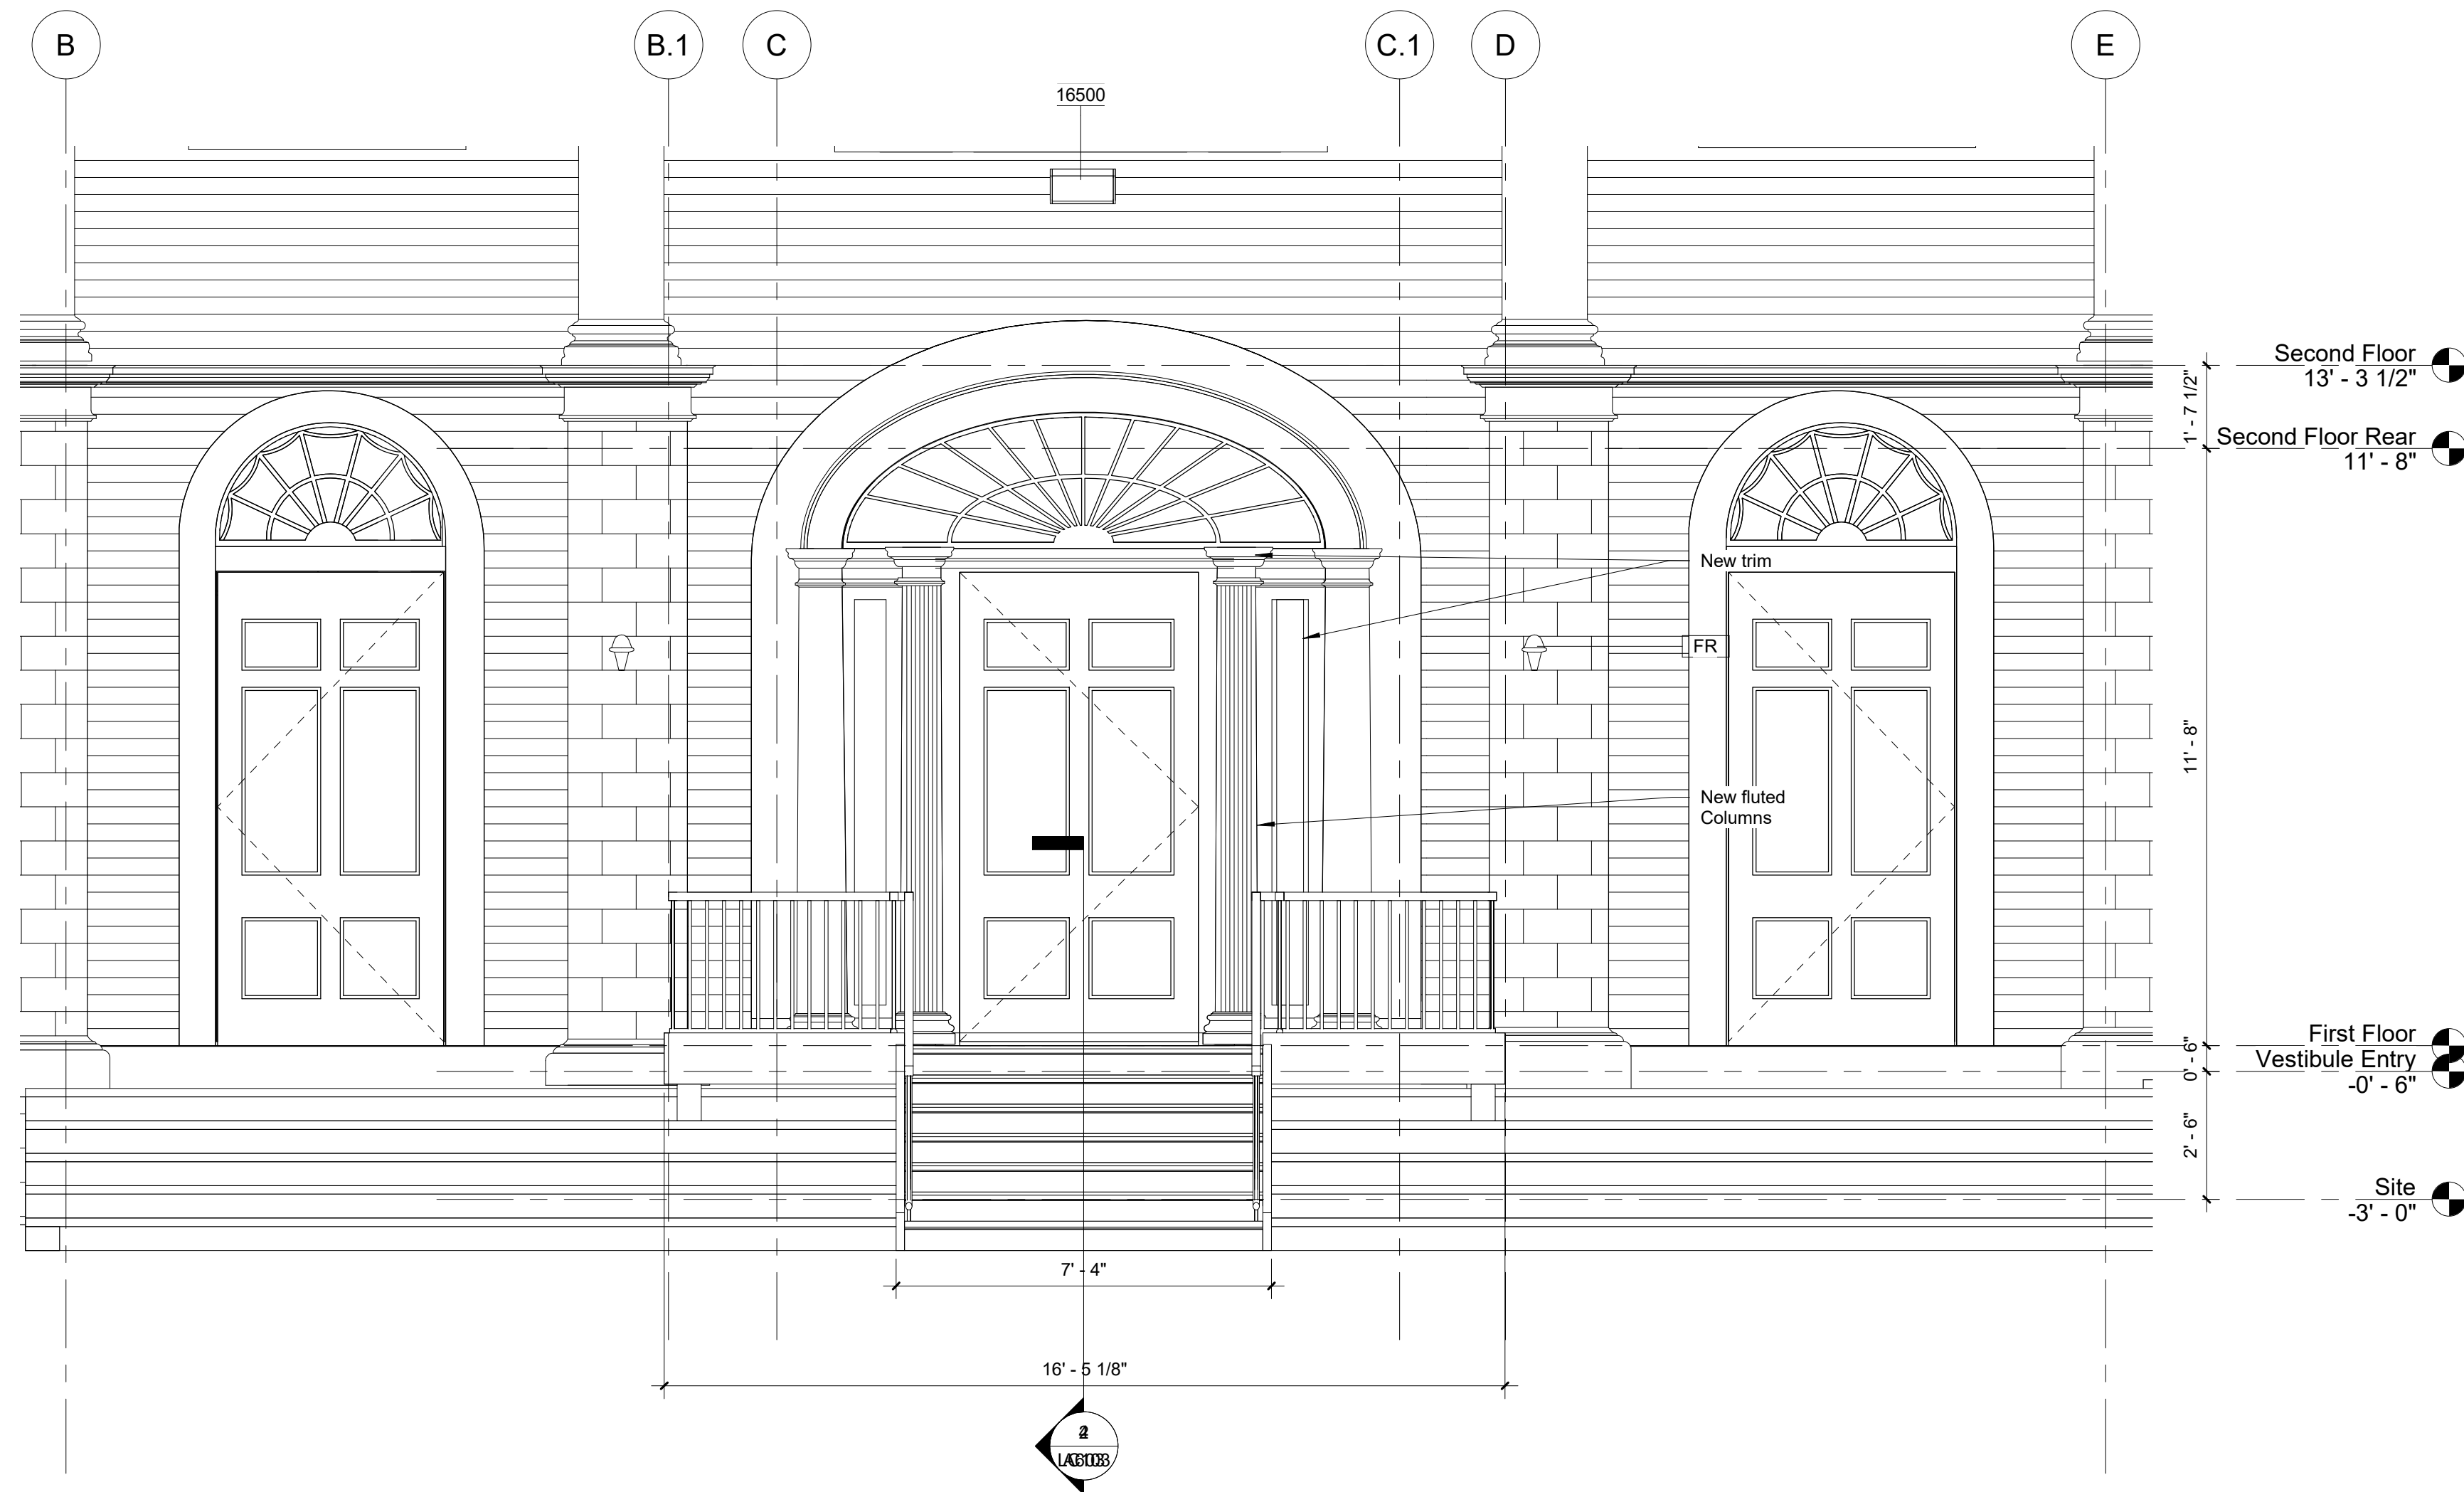 B
B.1
C
C.1
D
E
16500
Second Floor
13' - 3 1/2"
1' - 7 1/2"
Second Floor Rear
11' - 8"
New trim
FR
11' - 8"
New fluted
Columns
First Floor
0' - 6"
Vestibule Entry
-0' - 6"
2' - 6"
Site
-3' - 0"
7' - 4"
16' - 5 1/8"